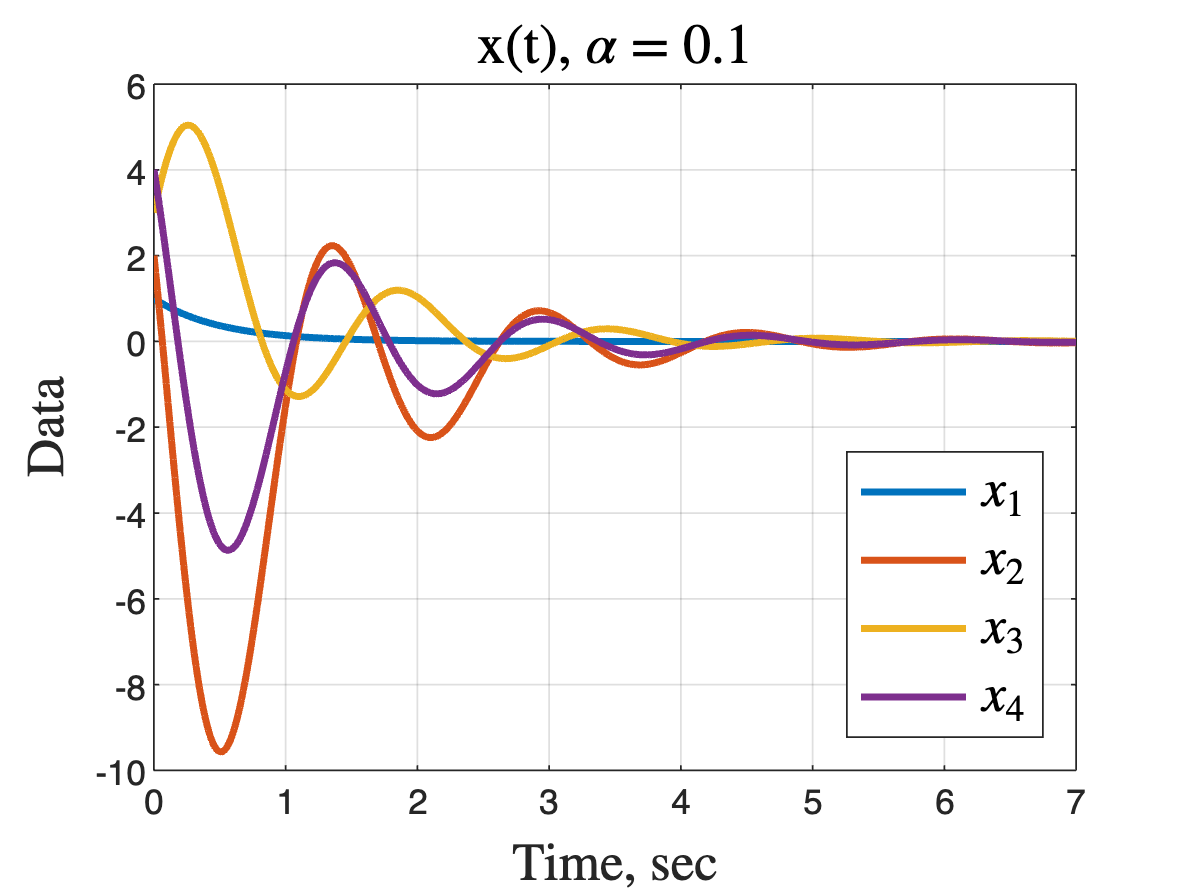 x(t), α = 0.1
6
4
2
0
-2
-4
-6
-8
-10
Data
0 1 2 3 4 5 6 7
Time, sec
x₁
x₂
x₃
x₄